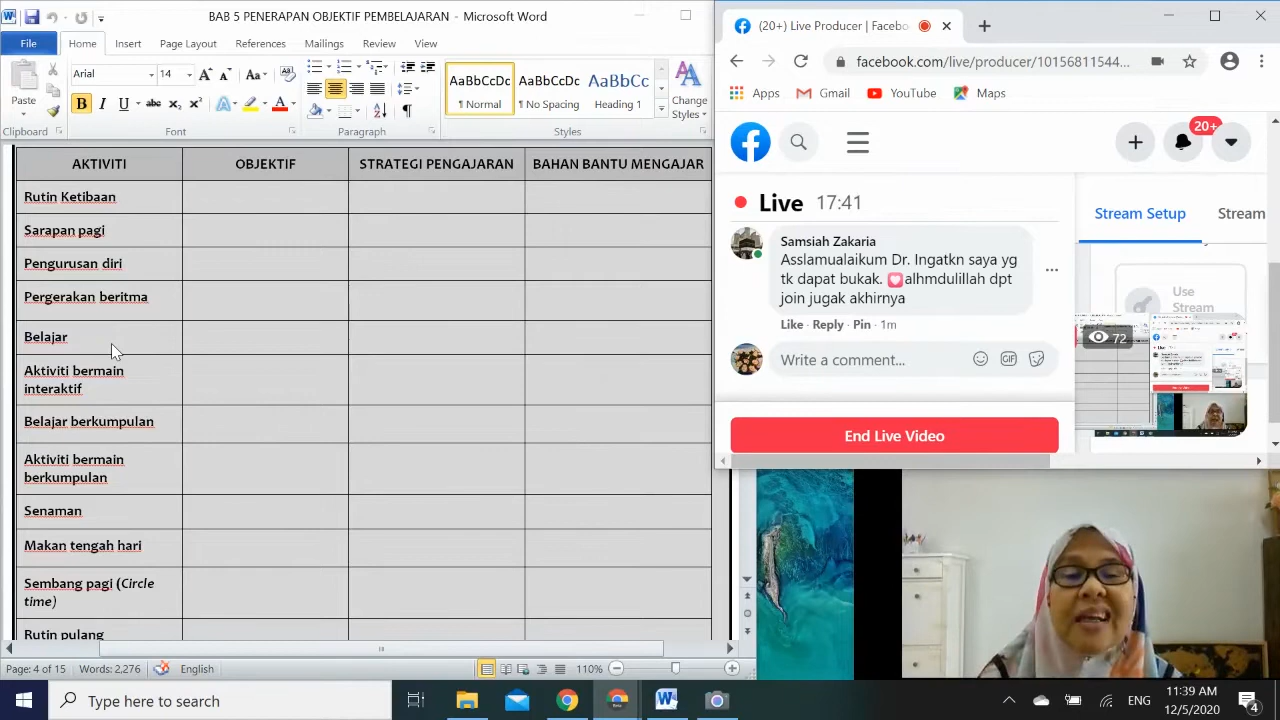 BAB 5 PENERAPAN OBJEKTIF PEMBELAJARAN - Microsoft Word
File Home Insert Page Layout References Mailings Review View
Arial 14
Paste
AaBbCcDc AaBbCcDc AaBbCc
¶ Normal ¶ No Spacing Heading 1
Change Styles
Clipboard Font Paragraph Styles
AKTIVITI OBJEKTIF STRATEGI PENGAJARAN BAHAN BANTU MENGAJAR
Rutin Ketibaan
Sarapan pagi
Pengurusan diri
Pergerakan beritma
Belajar
Aktiviti bermain
interaktif
Belajar berkumpulan
Aktiviti bermain
berkumpulan
Senaman
Makan tengah hari
Sembang pagi (Circle
time)
Rutin pulang
Page: 4 of 15 Words: 2.276 English 110%
(20+) Live Producer | Facebo
facebook.com/live/producer/10156811544...
Apps Gmail YouTube Maps
20+
Live 17:41
Samsiah Zakaria
Asslamualaikum Dr. Ingatkn saya yg
tk dapat bukak. alhmdulillah dpt
join jugak akhirnya
Like · Reply · Pin · 1m
Write a comment...
GIF
End Live Video
Stream Setup Stream
Use
Stream
72
Type here to search
ENG
11:39 AM
12/5/2020
4